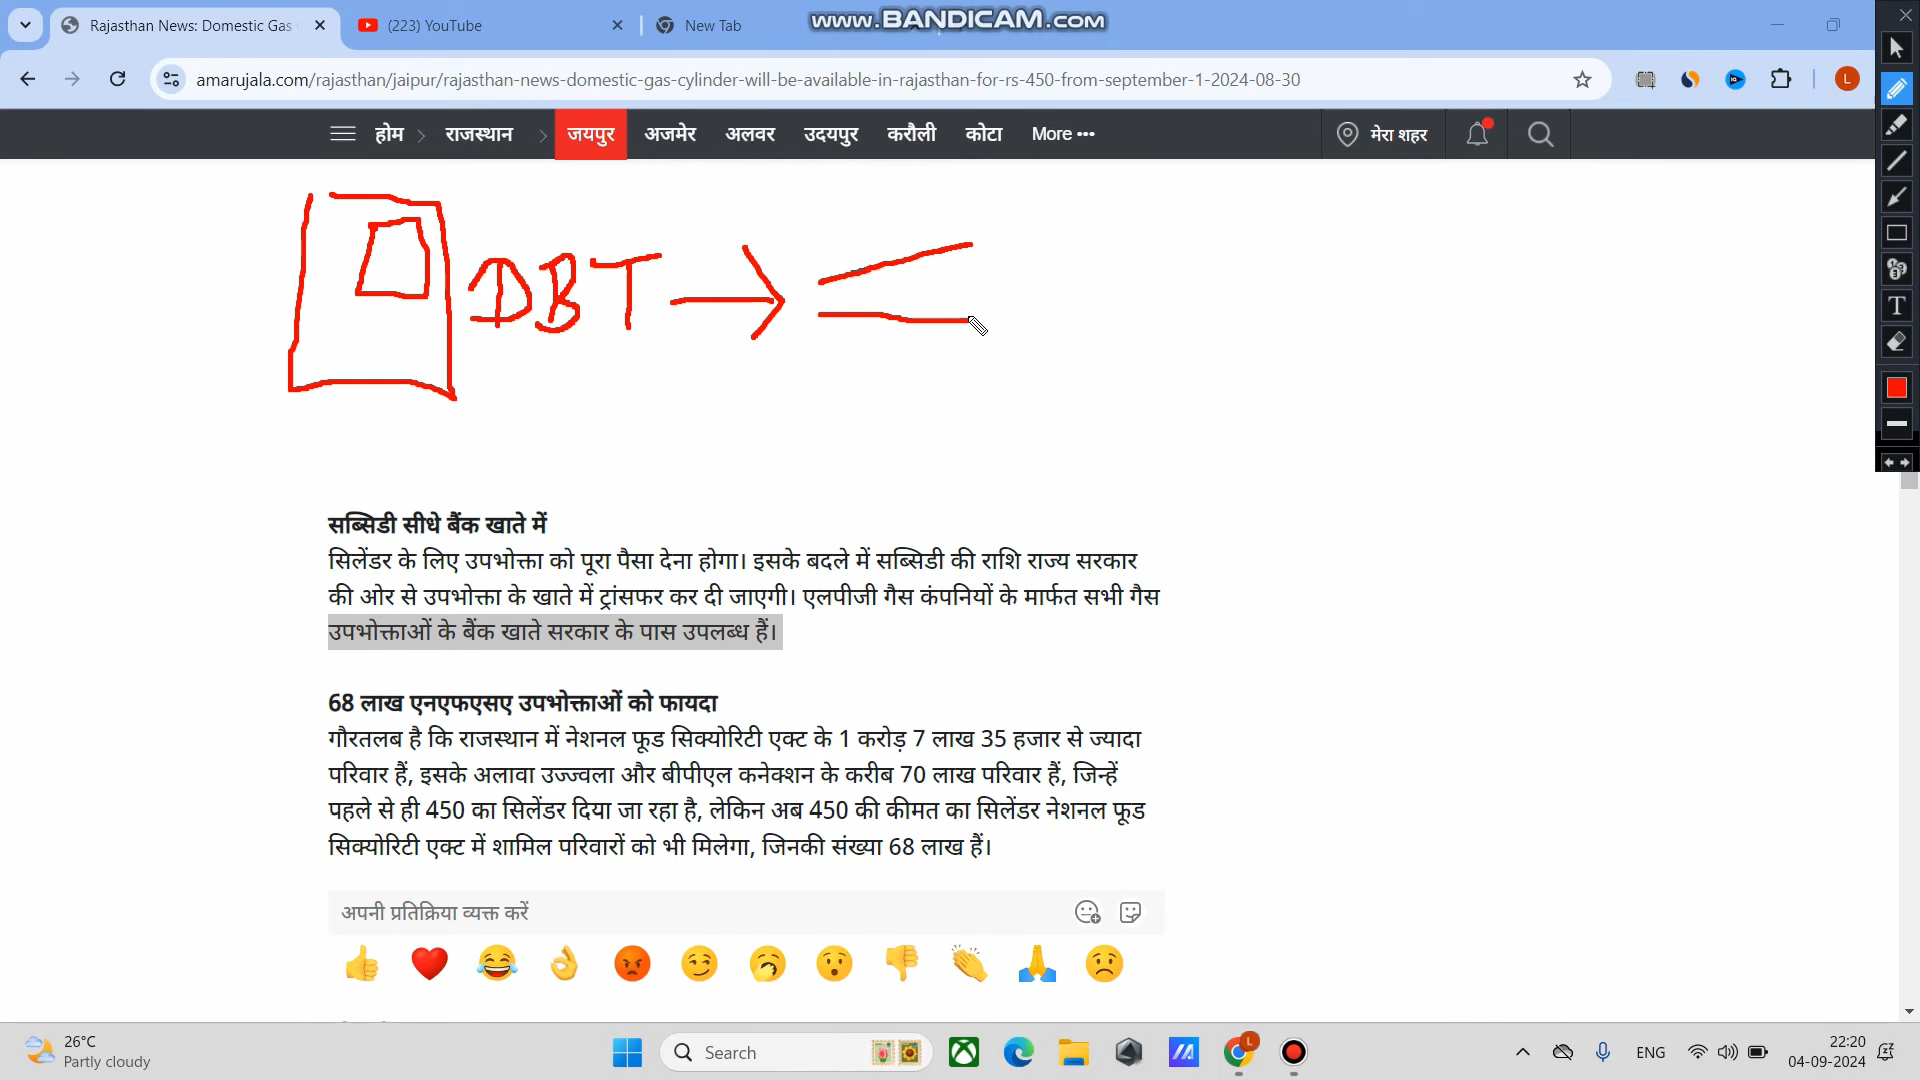 Rajasthan News: Domestic Gas
(223) YouTube
New Tab
www.BANDICAM.com
amarujala.com/rajasthan/jaipur/rajasthan-news-domestic-gas-cylinder-will-be-available-in-rajasthan-for-rs-450-from-september-1-2024-08-30
L
होम राजस्थान जयपुर अजमेर अलवर उदयपुर करौली कोटा More ••• मेरा शहर
T
DBT
सब्सिडी सीधे बैंक खाते में
सिलेंडर के लिए उपभोक्ता को पूरा पैसा देना होगा। इसके बदले में सब्सिडी की राशि राज्य सरकार
की ओर से उपभोक्ता के खाते में ट्रांसफर कर दी जाएगी। एलपीजी गैस कंपनियों के मार्फत सभी गैस
उपभोक्ताओं के बैंक खाते सरकार के पास उपलब्ध हैं।
68 लाख एनएफएसए उपभोक्ताओं को फायदा
गौरतलब है कि राजस्थान में नेशनल फूड सिक्योरिटी एक्ट के 1 करोड़ 7 लाख 35 हजार से ज्यादा
परिवार हैं, इसके अलावा उज्ज्वला और बीपीएल कनेक्शन के करीब 70 लाख परिवार हैं, जिन्हें
पहले से ही 450 का सिलेंडर दिया जा रहा है, लेकिन अब 450 की कीमत का सिलेंडर नेशनल फूड
सिक्योरिटी एक्ट में शामिल परिवारों को भी मिलेगा, जिनकी संख्या 68 लाख हैं।
अपनी प्रतिक्रिया व्यक्त करें
26°C
Partly cloudy
Search
L
ENG
22:20
04-09-2024